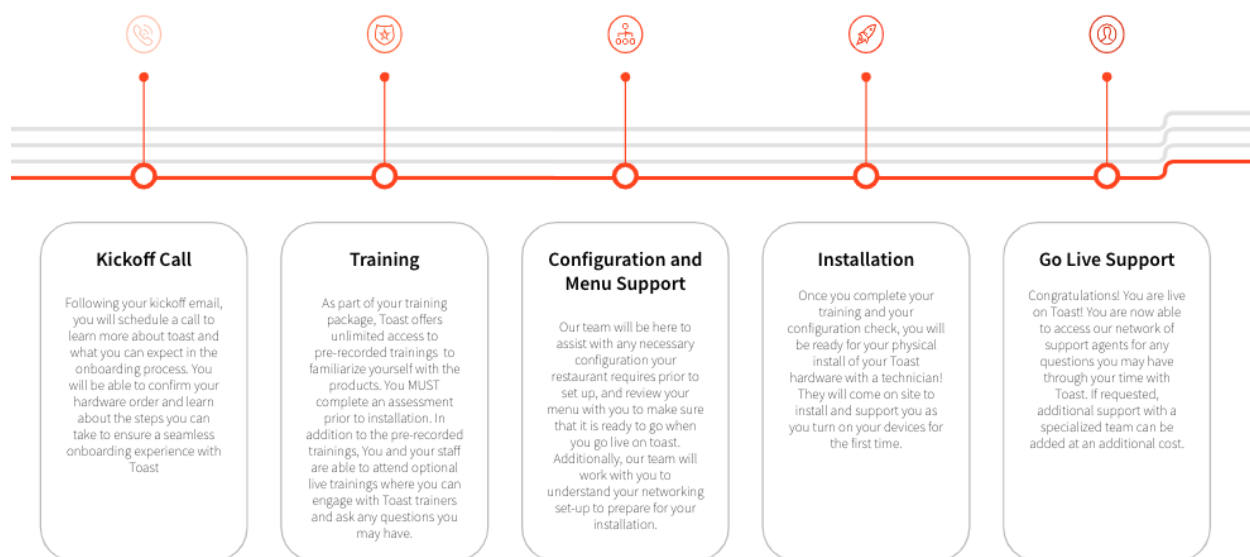 Kickoff Call
Following your kickoff email,
you will schedule a call to
learn more about toast and
what you can expect in the
onboarding process. You
will be able to confirm your
hardware order and learn
about the steps you can
take to ensure a seamless
onboarding experience with
Toast
Training
As part of your training
package, Toast offers
unlimited access to
pre-recorded trainings to
familiarize yourself with the
products. You MUST
complete an assessment
prior to installation. In
addition to the pre-recorded
trainings, You and your staff
are able to attend optional
live trainings where you can
engage with Toast trainers
and ask any questions you
may have.
Configuration and
Menu Support
Our team will be here to
assist with any necessary
configuration your
restaurant requires prior to
set up, and review your
menu with you to make sure
that it is ready to go when
you go live on toast.
Additionally, our team will
work with you to
understand your networking
set-up to prepare for your
installation.
Installation
Once you complete your
training and your
configuration check, you will
be ready for your physical
install of your Toast
hardware with a technician!
They will come on site to
install and support you as
you turn on your devices for
the first time.
Go Live Support
Congratulations! You are live
on Toast! You are now able
to access our network of
support agents for any
questions you may have
through your time with
Toast. If requested,
additional support with a
specialized team can be
added at an additional cost.